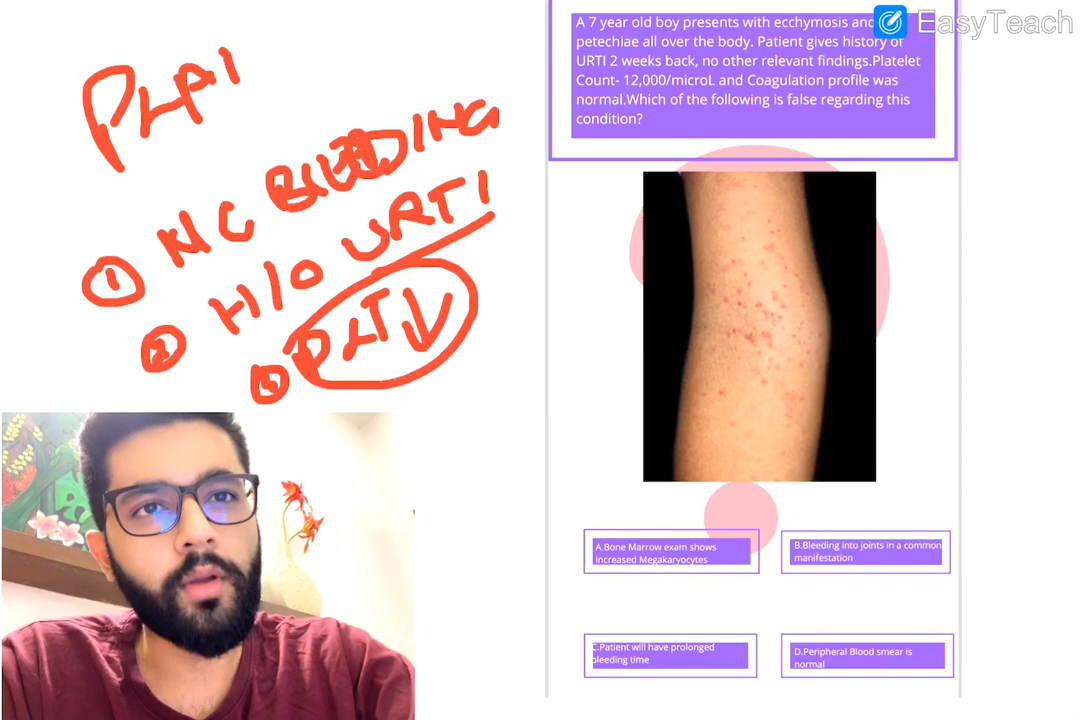 PLAI
① MC BLEEDING
② H/O URTI
③ PLT↓
EasyTeach
A 7 year old boy presents with ecchymosis and
petechiae all over the body. Patient gives history of
URTI 2 weeks back, no other relevant findings.Platelet
Count- 12,000/microL and Coagulation profile was
normal.Which of the following is false regarding this
condition?
A.Bone Marrow exam shows
increased Megakaryocytes
B.Bleeding into joints in a common
manifestation
C.Patient will have prolonged
bleeding time
D.Peripheral Blood smear is
normal